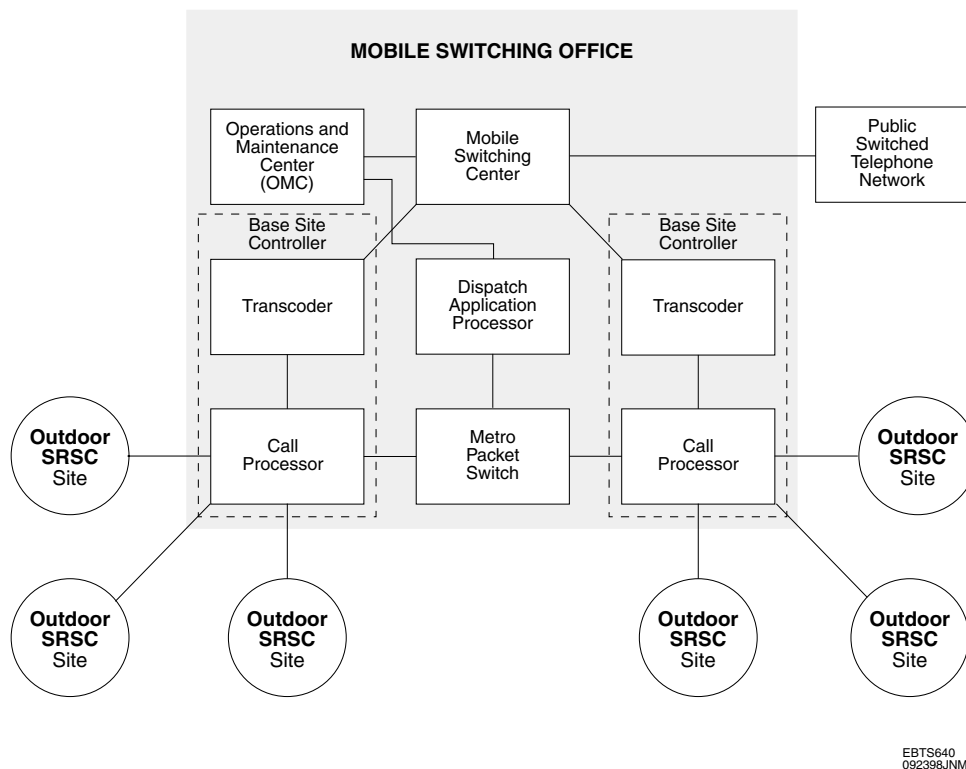 MOBILE SWITCHING OFFICE
Operations and
Maintenance
Center
(OMC)
Mobile
Switching
Center
Public
Switched
Telephone
Network
Base Site
Controller
Base Site
Controller
Transcoder
Dispatch
Application
Processor
Transcoder
Outdoor
SRSC
Site
Call
Processor
Metro
Packet
Switch
Call
Processor
Outdoor
SRSC
Site
Outdoor
SRSC
Site
Outdoor
SRSC
Site
Outdoor
SRSC
Site
Outdoor
SRSC
Site
EBTS640
092398JNM